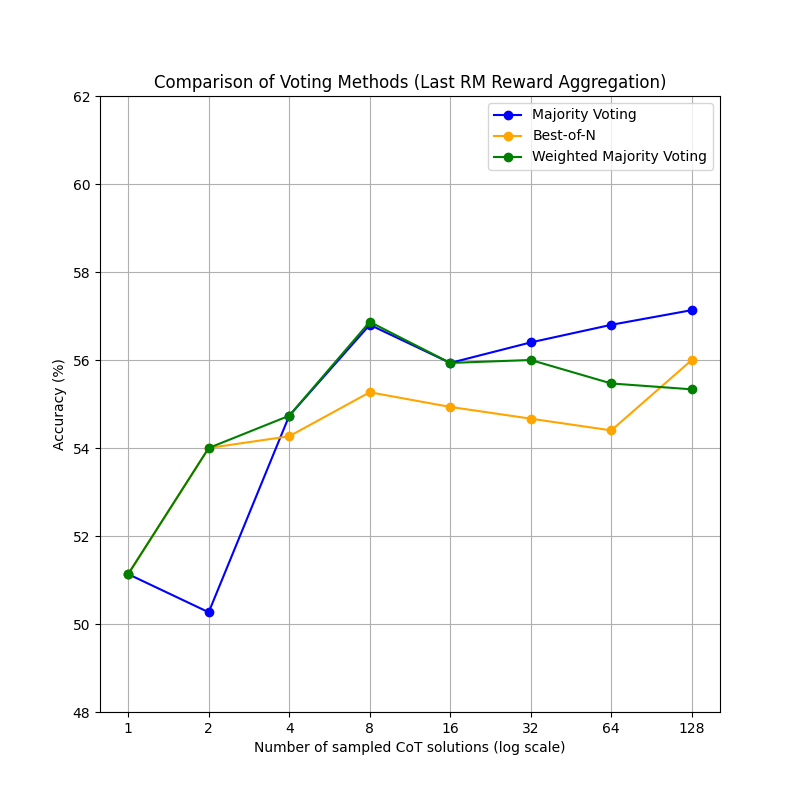 Comparison of Voting Methods (Last RM Reward Aggregation)
Majority Voting
Best-of-N
Weighted Majority Voting
Accuracy (%)
62
60
58
56
54
52
50
48
1 2 4 8 16 32 64 128
Number of sampled CoT solutions (log scale)